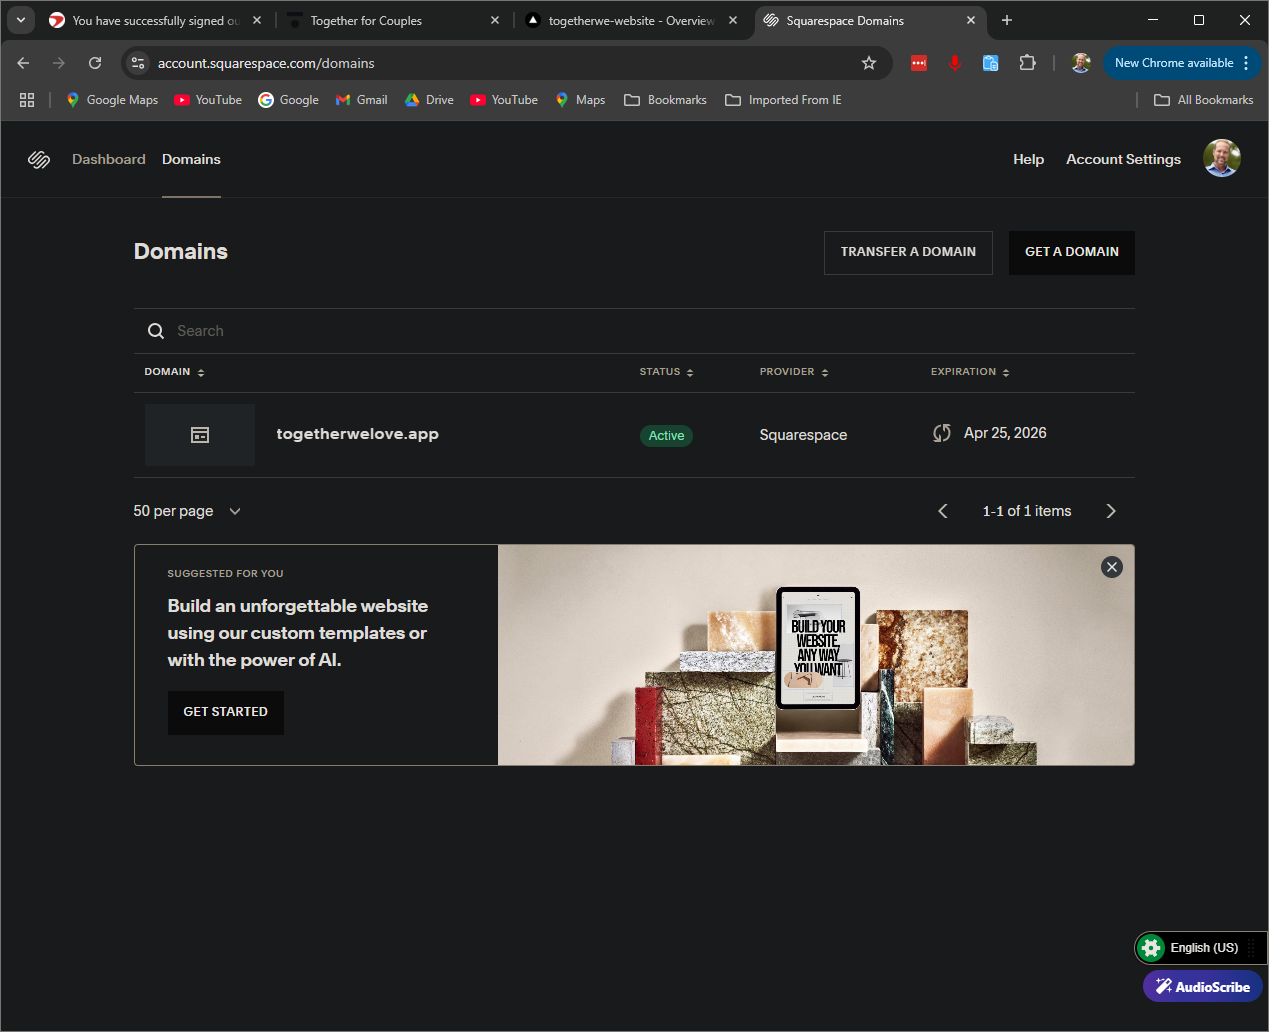 You have successfully signed ou
Together for Couples
togetherwe-website - Overview
Squarespace Domains
account.squarespace.com/domains
New Chrome available
Google Maps
YouTube
Google
Gmail
Drive
YouTube
Maps
Bookmarks
Imported From IE
All Bookmarks
Dashboard
Domains
Help
Account Settings
Domains
TRANSFER A DOMAIN
GET A DOMAIN
Search
DOMAIN
STATUS
PROVIDER
EXPIRATION
togetherwelove.app
Active
Squarespace
Apr 25, 2026
50 per page
1-1 of 1 items
SUGGESTED FOR YOU
Build an unforgettable website
using our custom templates or
with the power of AI.
GET STARTED
BUILD YOUR
WEBSITE,
ANY WAY
YOU WANT
English (US)
AudioScribe